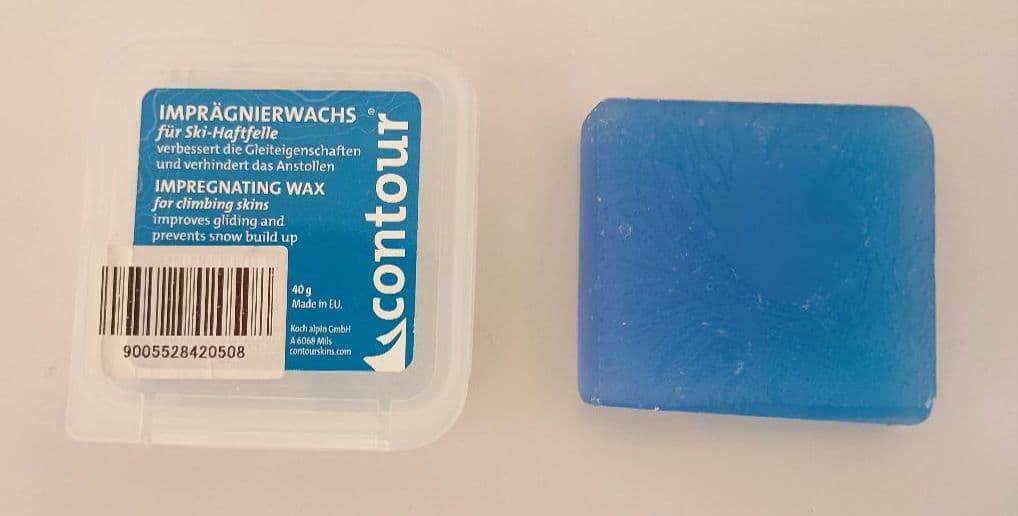 IMPRÄGNIERWACHS
für Ski-Haftfelle
verbessert die Gleiteigenschaften
und verhindert das Anstollen
IMPREGNATING WAX
for climbing skins
improves gliding and
prevents snow build up
40 g
Made in EU.
Koch alpin GmbH
A 6068 Mils
contourskins.com
9005528420508
contour®